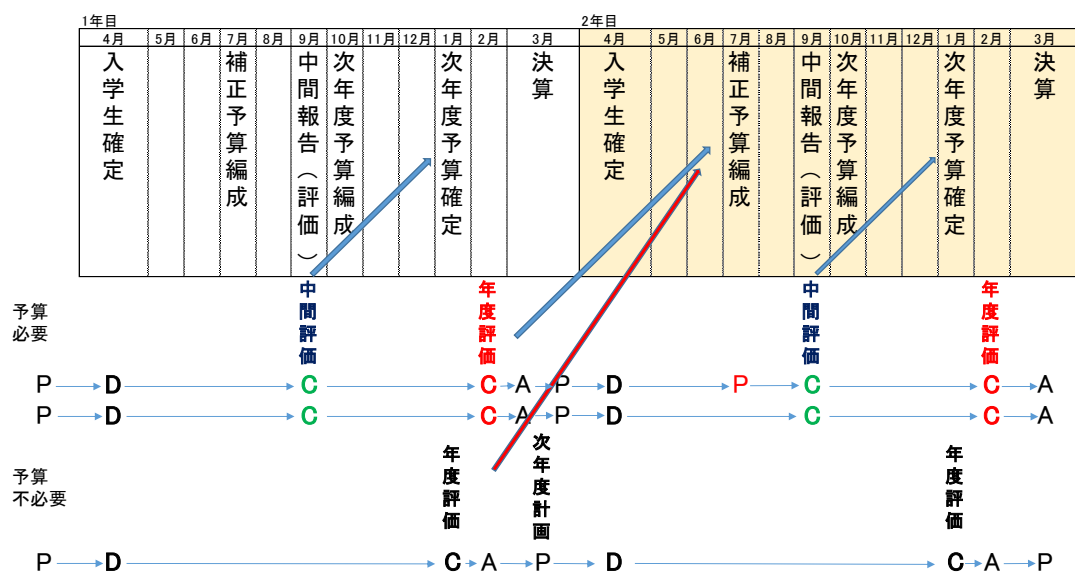 1年目 2年目
4月 5月 6月 7月 8月 9月 10月 11月 12月 1月 2月 3月 4月 5月 6月 7月 8月 9月 10月 11月 12月 1月 2月 3月
入学生確定
補正予算編成
中間報告（評価）
次年度予算編成
次年度予算確定
決算
入学生確定
補正予算編成
中間報告（評価）
次年度予算編成
次年度予算確定
決算
予算
必要
中間評価
年度評価
中間評価
年度評価
P D C C A P D P C C A
P D C C A P D C C A
予算
不必要
年度評価
次年度計画
年度評価
P D C A P D C A P